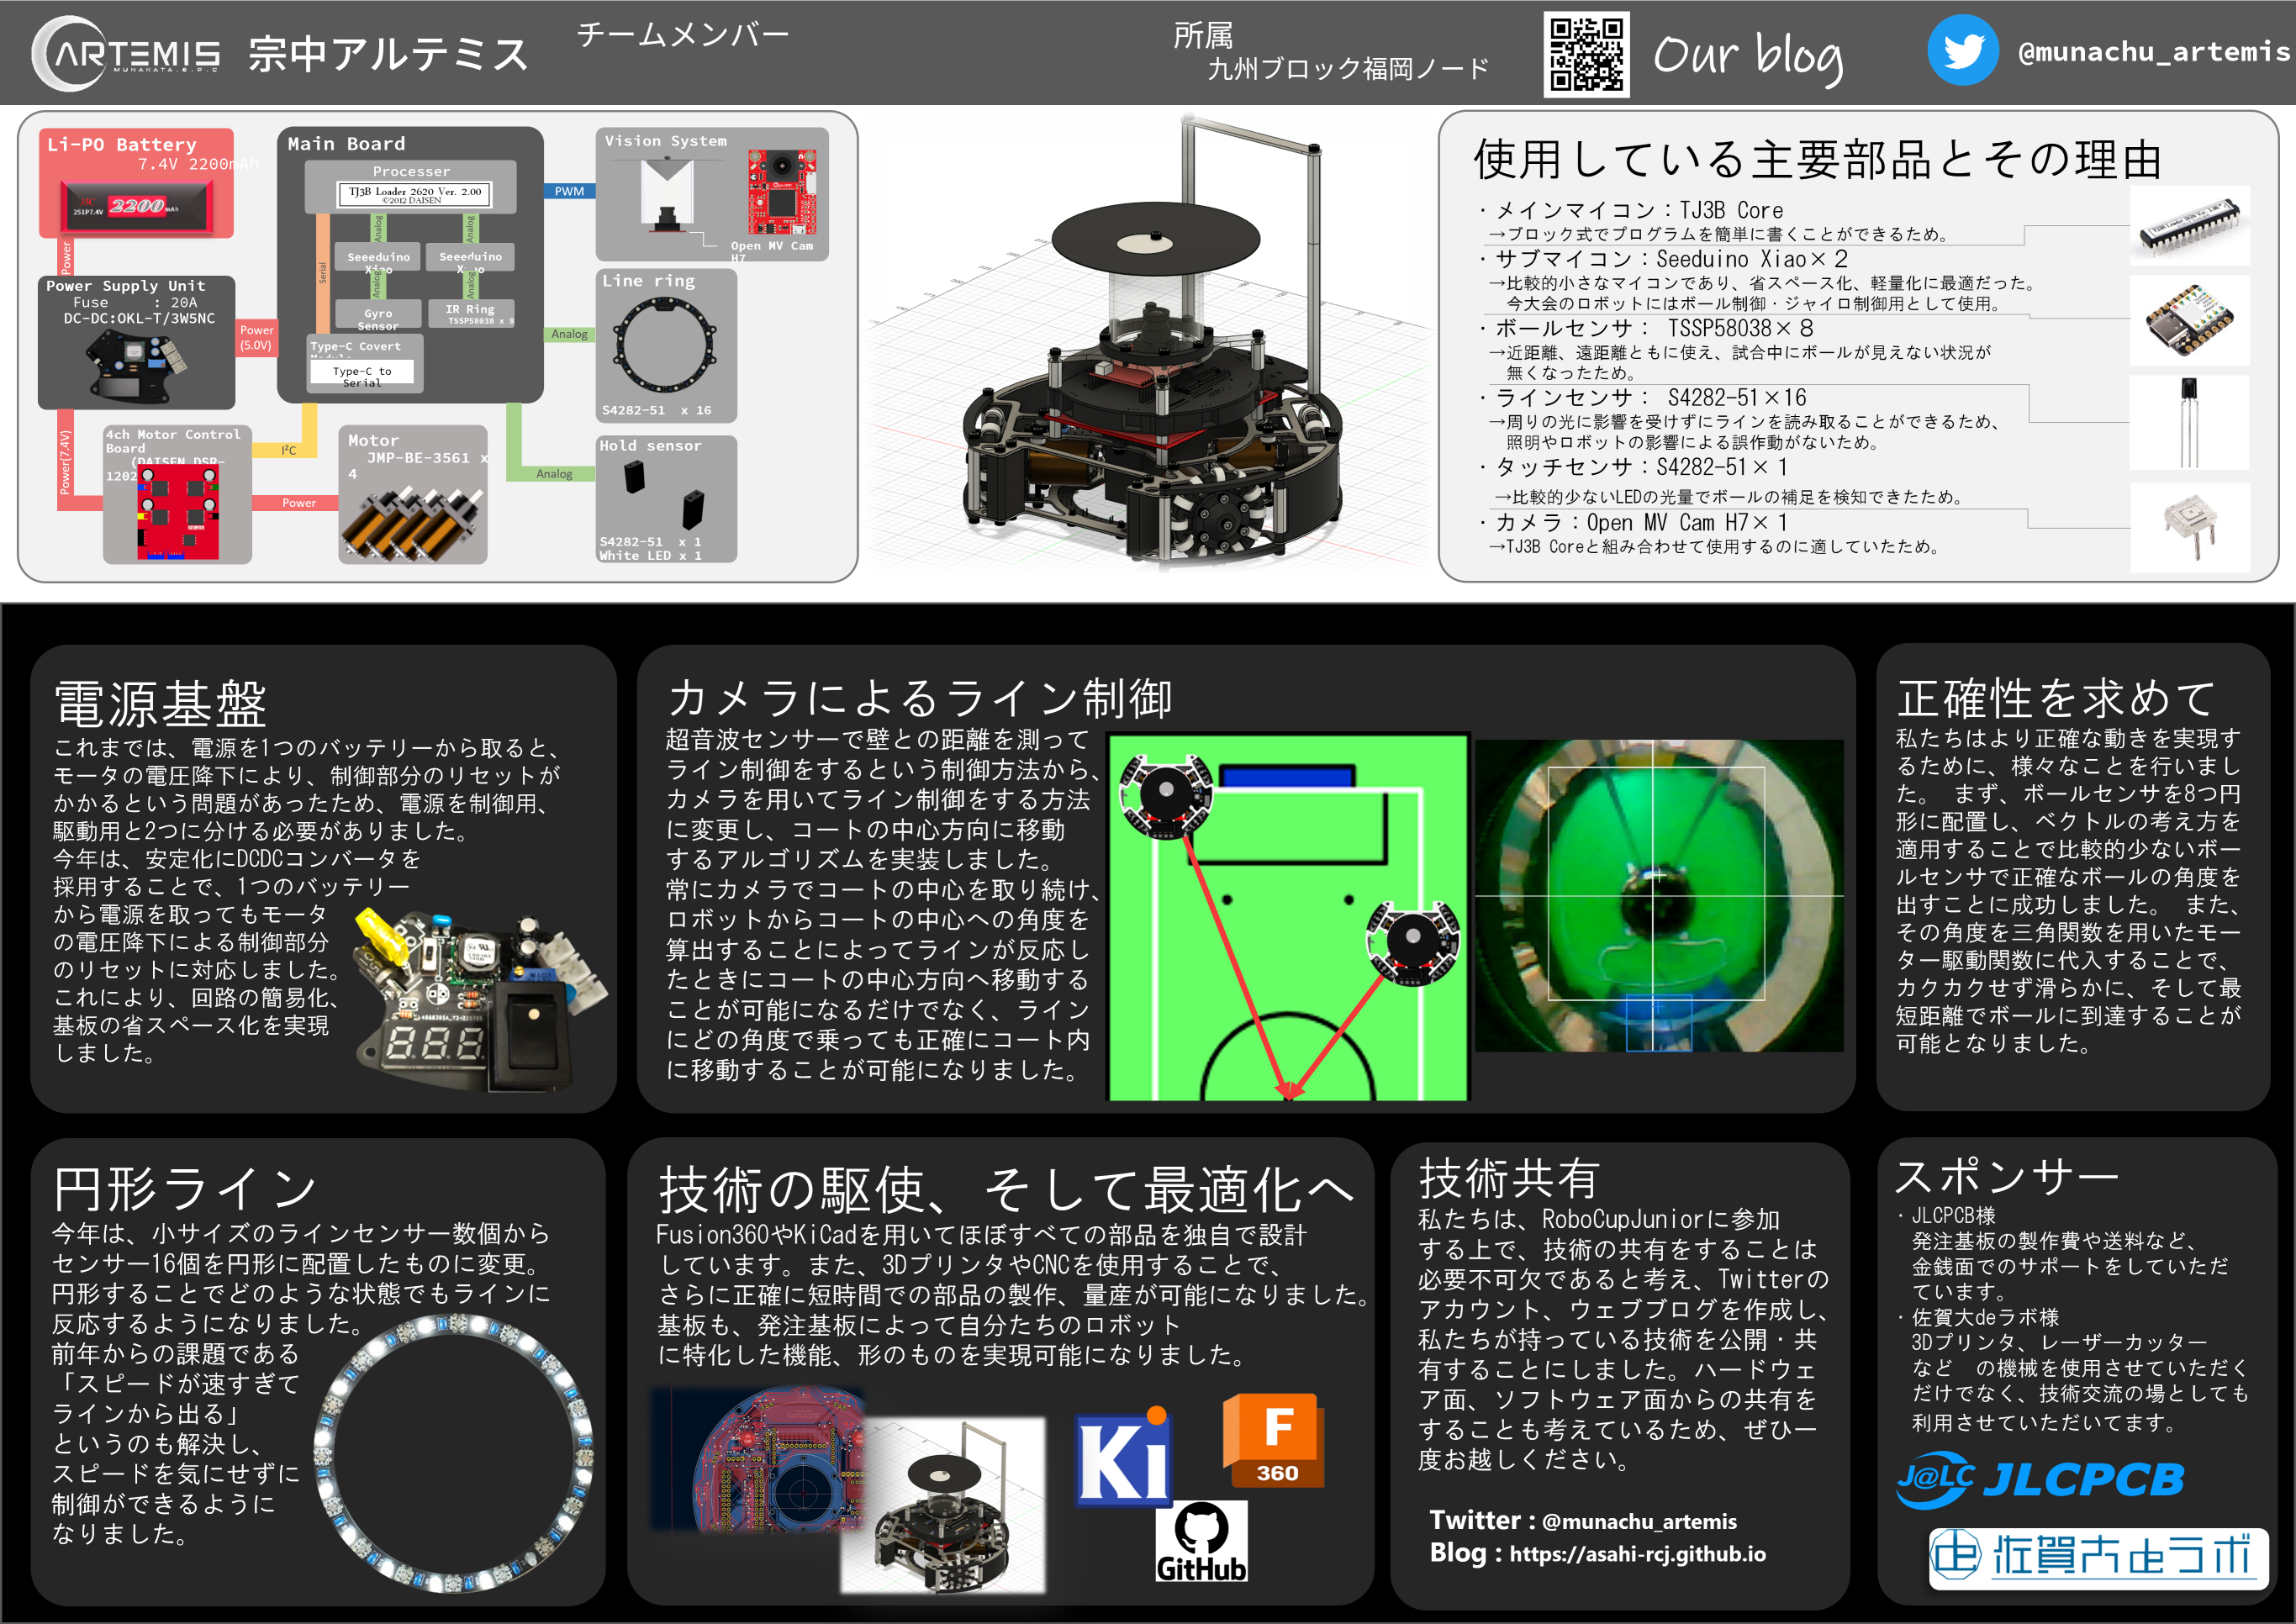 ARTEMIS
MUNAKATA.E.P.C
宗中アルテミス
チームメンバー
所属
九州ブロック福岡ノード
Our blog
@munachu_artemis
Li-PO Battery
7.4V 2200mAh
2S1P7.4V
2200mAh
Power
Power Supply Unit
Fuse : 20A
DC-DC:OKL-T/3W5NC
Power
(5.0V)
Power(7.4V)
Main Board
Processer
TJ3B Loader 2620 Ver. 2.00
©2012 DAISEN
Serial
Analog
Analog
Seeeduino
Xiao
Seeeduino
Analog
Analog
Gyro
Sensor
IR Ring
TSSP58038 x 8
Type-C Covert
Type-C to
Serial
PWM
Vision System
Open MV Cam
H7
Analog
Line ring
S4282-51 x 16
4ch Motor Control
Board
(DAISEN DSR-
1202
I²C
Power
Motor
JMP-BE-3561 x
4
Analog
Hold sensor
S4282-51 x 1
White LED x 1
使用している主要部品とその理由
・メインマイコン：TJ3B Core
→ブロック式でプログラムを簡単に書くことができるため。
・サブマイコン：Seeduino Xiao×２
→比較的小さなマイコンであり、省スペース化、軽量化に最適だった。
今大会のロボットにはボール制御・ジャイロ制御用として使用。
・ボールセンサ： TSSP58038×８
→近距離、遠距離ともに使え、試合中にボールが見えない状況が
無くなったため。
・ラインセンサ： S4282-51×16
→周りの光に影響を受けずにラインを読み取ることができるため、
照明やロボットの影響による誤作動がないため。
・タッチセンサ：S4282-51×１
→比較的少ないLEDの光量でボールの補足を検知できたため。
・カメラ：Open MV Cam H7×１
→TJ3B Coreと組み合わせて使用するのに適していたため。
電源基盤
これまでは、電源を1つのバッテリーから取ると、
モータの電圧降下により、制御部分のリセットが
かかるという問題があったため、電源を制御用、
駆動用と2つに分ける必要がありました。
今年は、安定化にDCDCコンバータを
採用することで、1つのバッテリー
から電源を取ってもモータ
の電圧降下による制御部分
のリセットに対応しました。
これにより、回路の簡易化、
基板の省スペース化を実現
しました。
カメラによるライン制御
超音波センサーで壁との距離を測って
ライン制御をするという制御方法から、
カメラを用いてライン制御をする方法
に変更し、コートの中心方向に移動
するアルゴリズムを実装しました。
常にカメラでコートの中心を取り続け、
ロボットからコートの中心への角度を
算出することによってラインが反応し
たときにコートの中心方向へ移動する
ことが可能になるだけでなく、ライン
にどの角度で乗っても正確にコート内
に移動することが可能になりました。
正確性を求めて
私たちはより正確な動きを実現す
るために、様々なことを行いまし
た。 まず、ボールセンサを8つ円
形に配置し、ベクトルの考え方を
適用することで比較的少ないボー
ルセンサで正確なボールの角度を
出すことに成功しました。 また、
その角度を三角関数を用いたモー
ター駆動関数に代入することで、
カクカクせず滑らかに、そして最
短距離でボールに到達することが
可能となりました。
円形ライン
今年は、小サイズのラインセンサー数個から
センサー16個を円形に配置したものに変更。
円形することでどのような状態でもラインに
反応するようになりました。
前年からの課題である
「スピードが速すぎて
ラインから出る」
というのも解決し、
スピードを気にせずに
制御ができるように
なりました。
技術の駆使、そして最適化へ
Fusion360やKiCadを用いてほぼすべての部品を独自で設計
しています。また、3DプリンタやCNCを使用することで、
さらに正確に短時間での部品の製作、量産が可能になりました。
基板も、発注基板によって自分たちのロボット
に特化した機能、形のものを実現可能になりました。
Ki
F
360
GitHub
技術共有
私たちは、RoboCupJuniorに参加
する上で、技術の共有をすることは
必要不可欠であると考え、Twitterの
アカウント、ウェブブログを作成し、
私たちが持っている技術を公開・共
有することにしました。ハードウェ
ア面、ソフトウェア面からの共有を
することも考えているため、ぜひ一
度お越しください。
Twitter : @munachu_artemis
Blog : https://asahi-rcj.github.io
スポンサー
・JLCPCB様
発注基板の製作費や送料など、
金銭面でのサポートをしていただ
ています。
・佐賀大deラボ様
3Dプリンタ、レーザーカッター
など の機械を使用させていただく
だけでなく、技術交流の場としても
利用させていただいてます。
J@LC JLCPCB
佐賀大deラボ